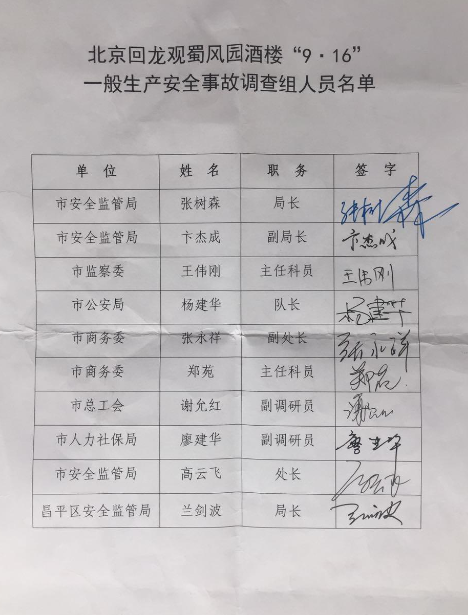 北京回龙观蜀风园酒楼“9·16”
一般生产安全事故调查组人员名单
单 位 姓 名 职 务 签 字
市安全监管局 张树森 局长 张树森
市安全监管局 卞杰成 副局长 卞杰成
市监察委 王伟刚 主任科员 王伟刚
市公安局 杨建华 队长 杨建华
市商务委 张永祥 副处长 张永祥
市商务委 郑苑 主任科员 郑苑
市总工会 谢允红 副调研员
市人力社保局 廖建华 副调研员
市安全监管局 高云飞 处长
昌平区安全监管局 兰剑波 局长